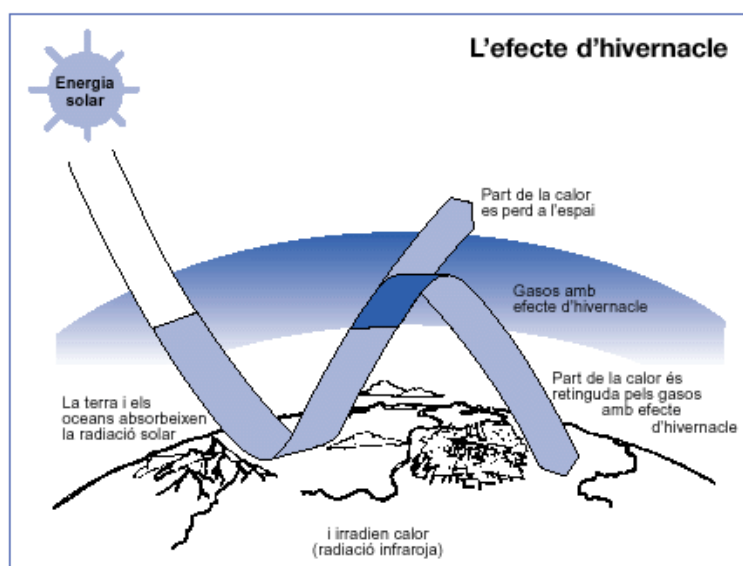 L'efecte d'hivernacle
Energia
solar
Part de la calor
es perd a l'espai
Gasos amb
efecte d'hivernacle
La terra i els
oceans absorbeixen
la radiació solar
Part de la calor és
retinguda pels gasos
amb efecte
d'hivernacle
i irradien calor
(radiació infraroja)